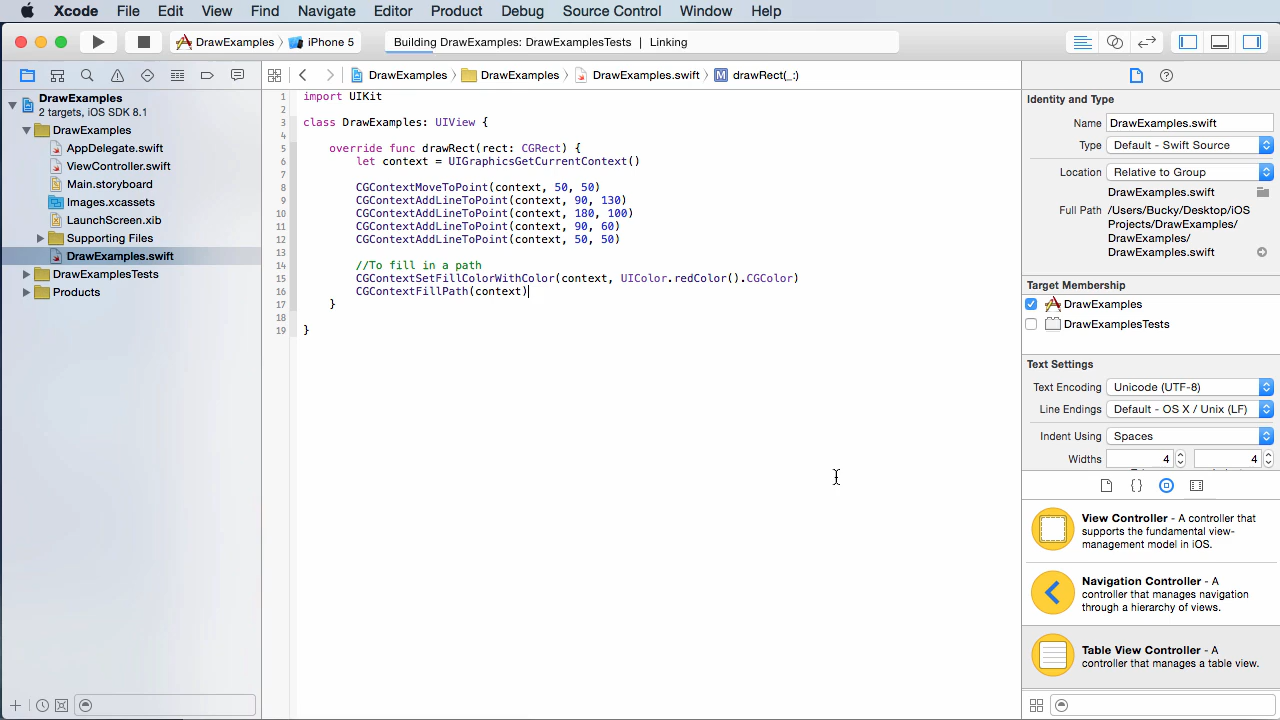 Xcode File Edit View Find Navigate Editor Product Debug Source Control Window Help
DrawExamples iPhone 5 Building DrawExamples: DrawExamplesTests | Linking
DrawExamples DrawExamples DrawExamples.swift M drawRect(_:)
DrawExamples
2 targets, iOS SDK 8.1
DrawExamples
AppDelegate.swift
ViewController.swift
Main.storyboard
Images.xcassets
LaunchScreen.xib
Supporting Files
DrawExamples.swift
DrawExamplesTests
Products
1 import UIKit
2
3 class DrawExamples: UIView {
4
5 override func drawRect(rect: CGRect) {
6 let context = UIGraphicsGetCurrentContext()
7
8 CGContextMoveToPoint(context, 50, 50)
9 CGContextAddLineToPoint(context, 90, 130)
10 CGContextAddLineToPoint(context, 180, 100)
11 CGContextAddLineToPoint(context, 90, 60)
12 CGContextAddLineToPoint(context, 50, 50)
13
14 //To fill in a path
15 CGContextSetFillColorWithColor(context, UIColor.redColor().CGColor)
16 CGContextFillPath(context)
17 }
18
19 }
Identity and Type
Name DrawExamples.swift
Type Default - Swift Source
Location Relative to Group
DrawExamples.swift
Full Path /Users/Bucky/Desktop/iOS
Projects/DrawExamples/
DrawExamples/
DrawExamples.swift
Target Membership
DrawExamples
DrawExamplesTests
Text Settings
Text Encoding Unicode (UTF-8)
Line Endings Default - OS X / Unix (LF)
Indent Using Spaces
Widths 4 4
{ }
View Controller - A controller that
supports the fundamental view-
management model in iOS.
Navigation Controller - A
controller that manages navigation
through a hierarchy of views.
Table View Controller - A
controller that manages a table view.